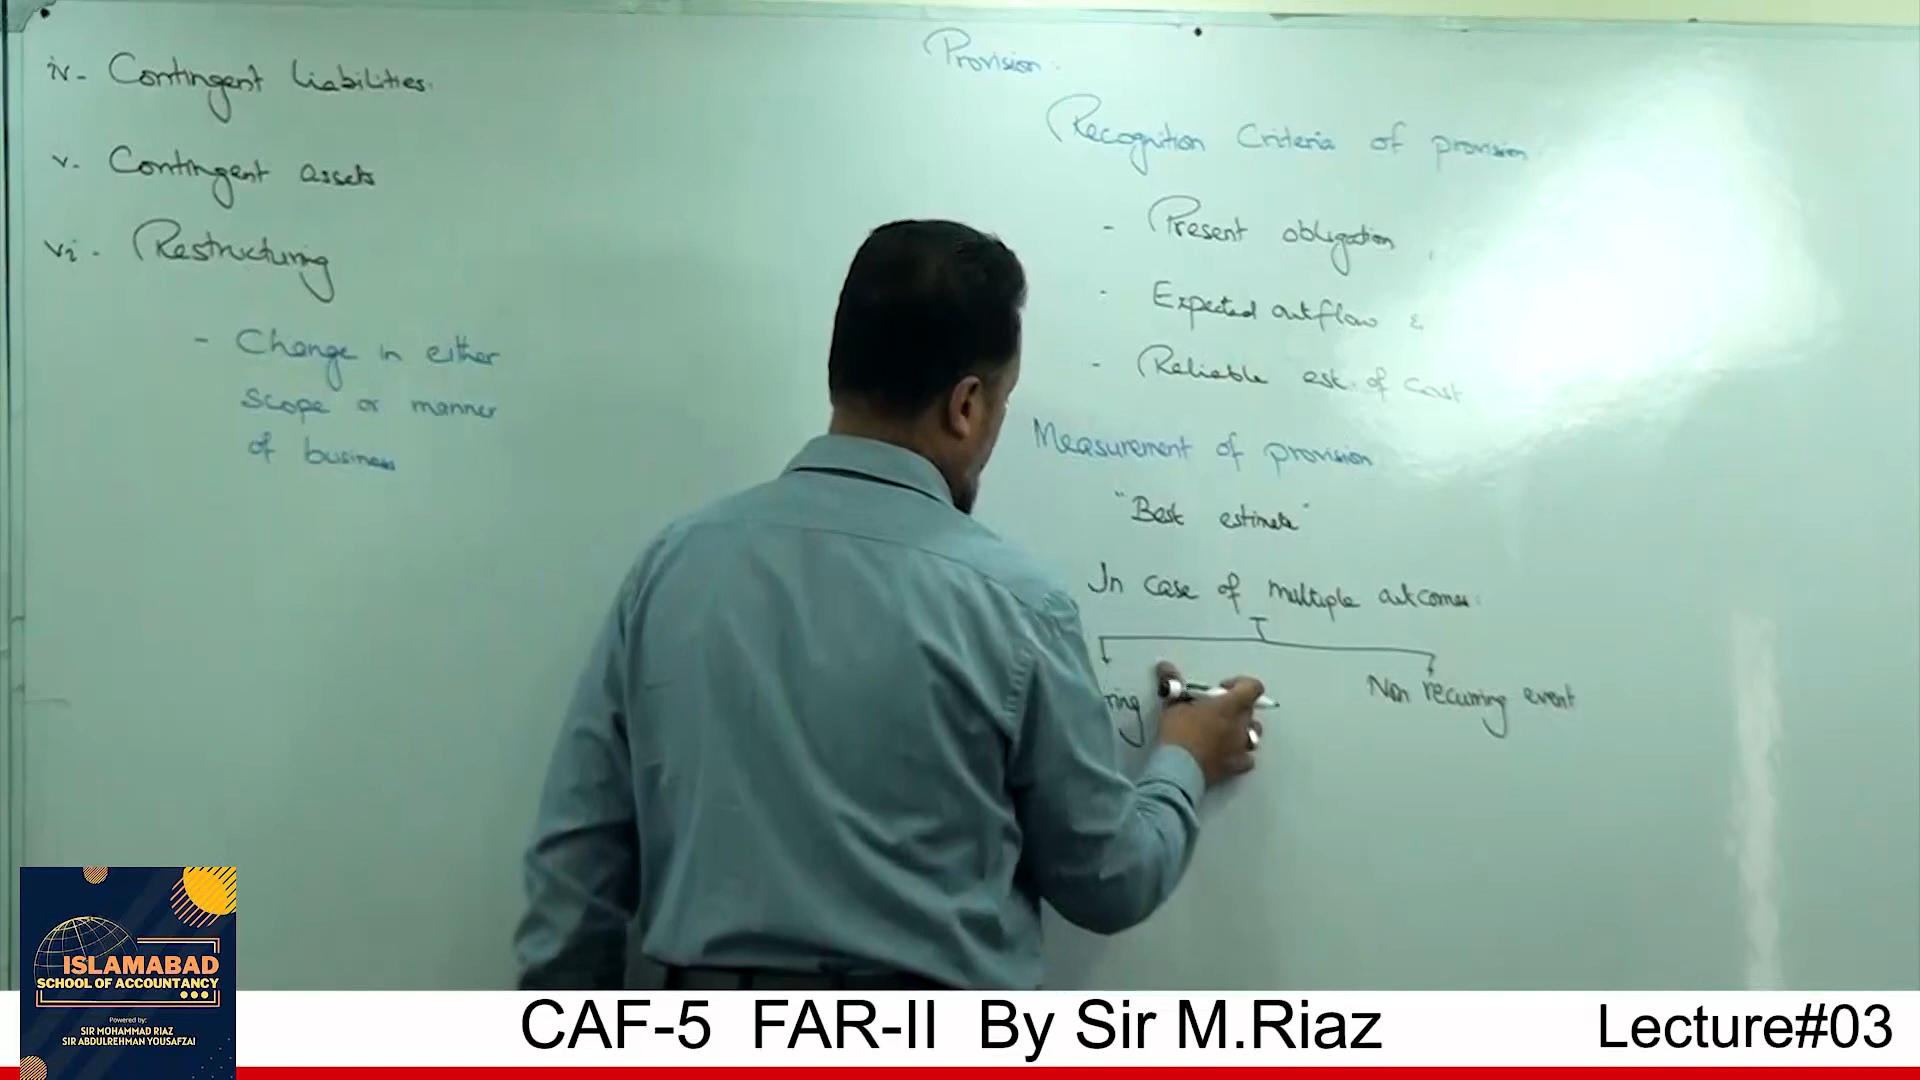 iv- Contingent liabilities.
v. Contingent assets
vi- Restructuring
- Change in either
scope or manner
of business
Provision.
Recognition Criteria of provision
- Present obligation,
- Expected outflow &
- Reliable est. of Cost
Measurement of provision
"Best estimate"
In case of multiple outcomes.
ring
Non recurring event
ISLAMABAD
SCHOOL OF ACCOUNTANCY
Powered by:
SIR MOHAMMAD RIAZ
SIR ABDULREHMAN YOUSAFZAI
CAF-5 FAR-II By Sir M.Riaz
Lecture#03